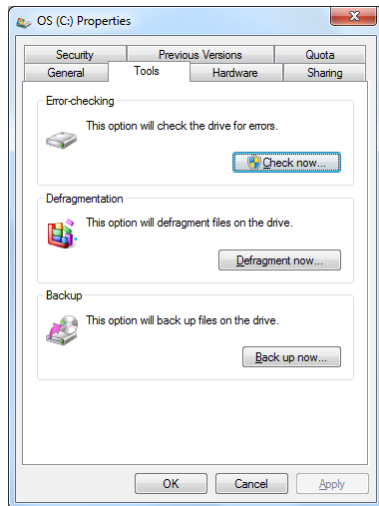 OS (C:) Properties
Security Previous Versions Quota
General Tools Hardware Sharing
Error-checking
This option will check the drive for errors.
Check now...
Defragmentation
This option will defragment files on the drive.
Defragment now...
Backup
This option will back up files on the drive.
Back up now...
OK Cancel Apply